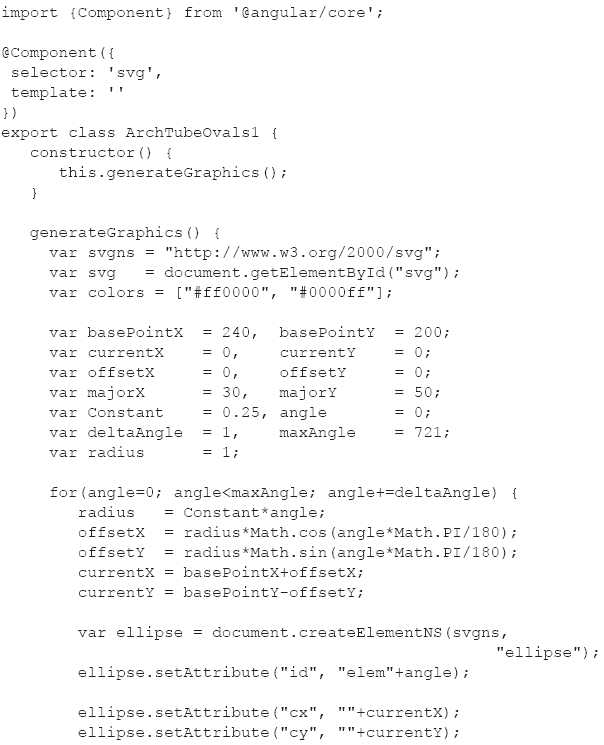 import {Component} from '@angular/core';

@Component({
 selector: 'svg',
 template: ''
})
export class ArchTubeOvals1 {
   constructor() {
      this.generateGraphics();
   }

   generateGraphics() {
     var svgns = "http://www.w3.org/2000/svg";
     var svg   = document.getElementById("svg");
     var colors = ["#ff0000", "#0000ff"];

     var basePointX  = 240,  basePointY  = 200;
     var currentX    = 0,    currentY    = 0;
     var offsetX     = 0,    offsetY     = 0;
     var majorX      = 30,   majorY      = 50;
     var Constant    = 0.25, angle       = 0;
     var deltaAngle  = 1,    maxAngle    = 721;
     var radius      = 1;

     for(angle=0; angle<maxAngle; angle+=deltaAngle) {
        radius   = Constant*angle;
        offsetX  = radius*Math.cos(angle*Math.PI/180);
        offsetY  = radius*Math.sin(angle*Math.PI/180);
        currentX = basePointX+offsetX;
        currentY = basePointY-offsetY;

        var ellipse = document.createElementNS(svgns,
                                                    "ellipse");
        ellipse.setAttribute("id", "elem"+angle);

        ellipse.setAttribute("cx", ""+currentX);
        ellipse.setAttribute("cy", ""+currentY);